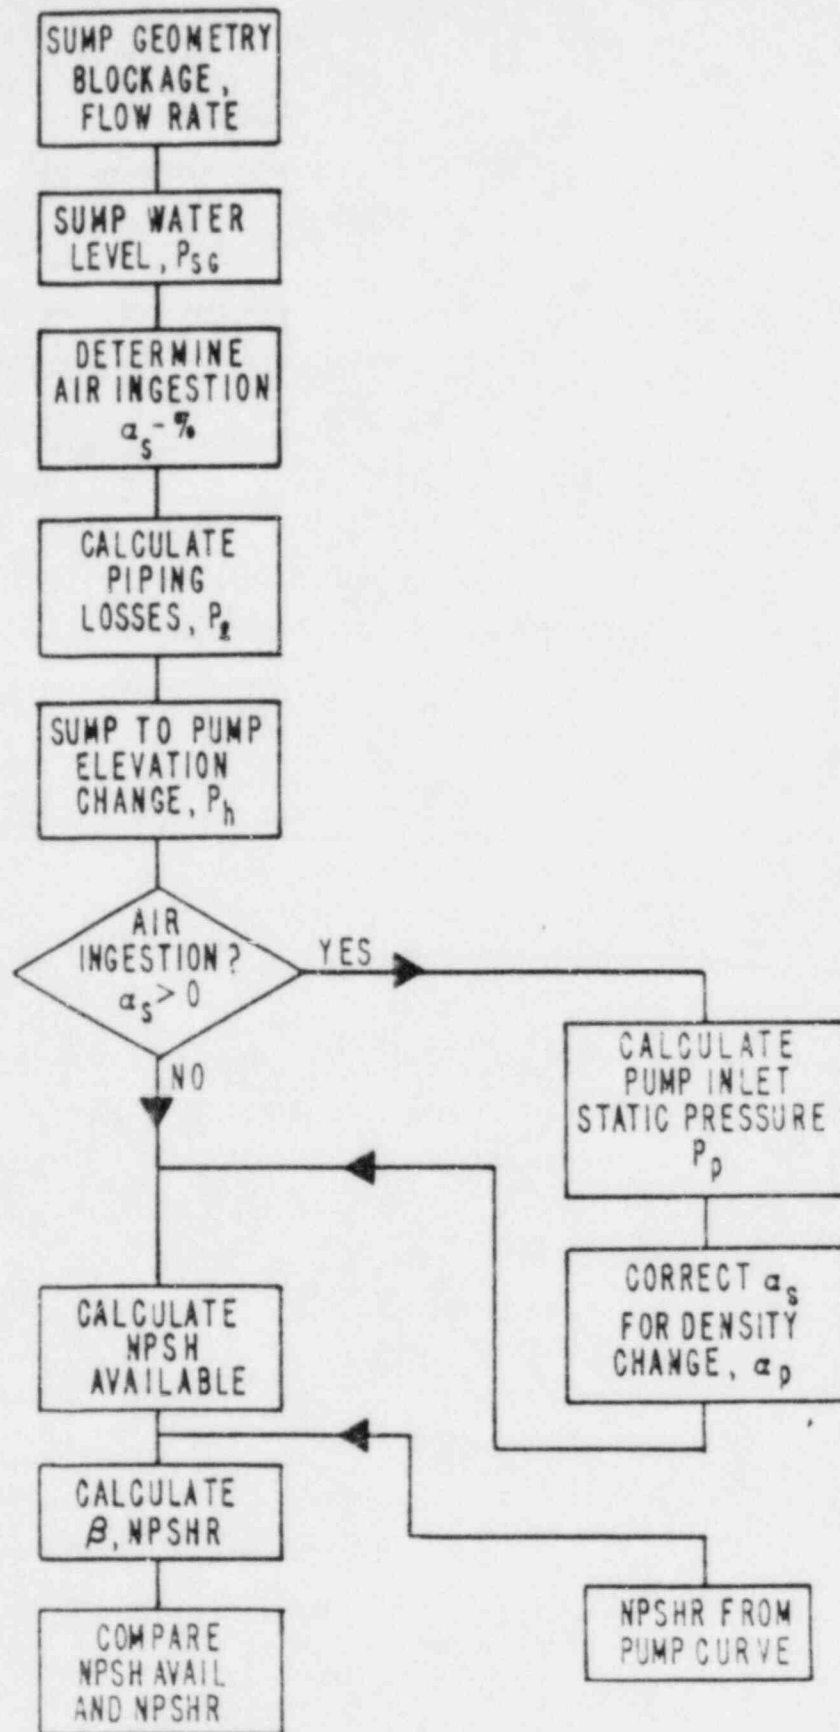 SUMP GEOMETRY
BLOCKAGE,
FLOW RATE
SUMP WATER
LEVEL, PSG
DETERMINE
AIR INGESTION
αs-%
CALCULATE
PIPING
LOSSES, Pℓ
SUMP TO PUMP
ELEVATION
CHANGE, Ph
AIR
INGESTION?
αs > 0
YES
NO
CALCULATE
PUMP INLET
STATIC PRESSURE
Pp
CORRECT αs
FOR DENSITY
CHANGE, αp
CALCULATE
NPSH
AVAILABLE
CALCULATE
β, NPSHR
NPSHR FROM
PUMP CURVE
COMPARE
NPSH AVAIL
AND NPSHR